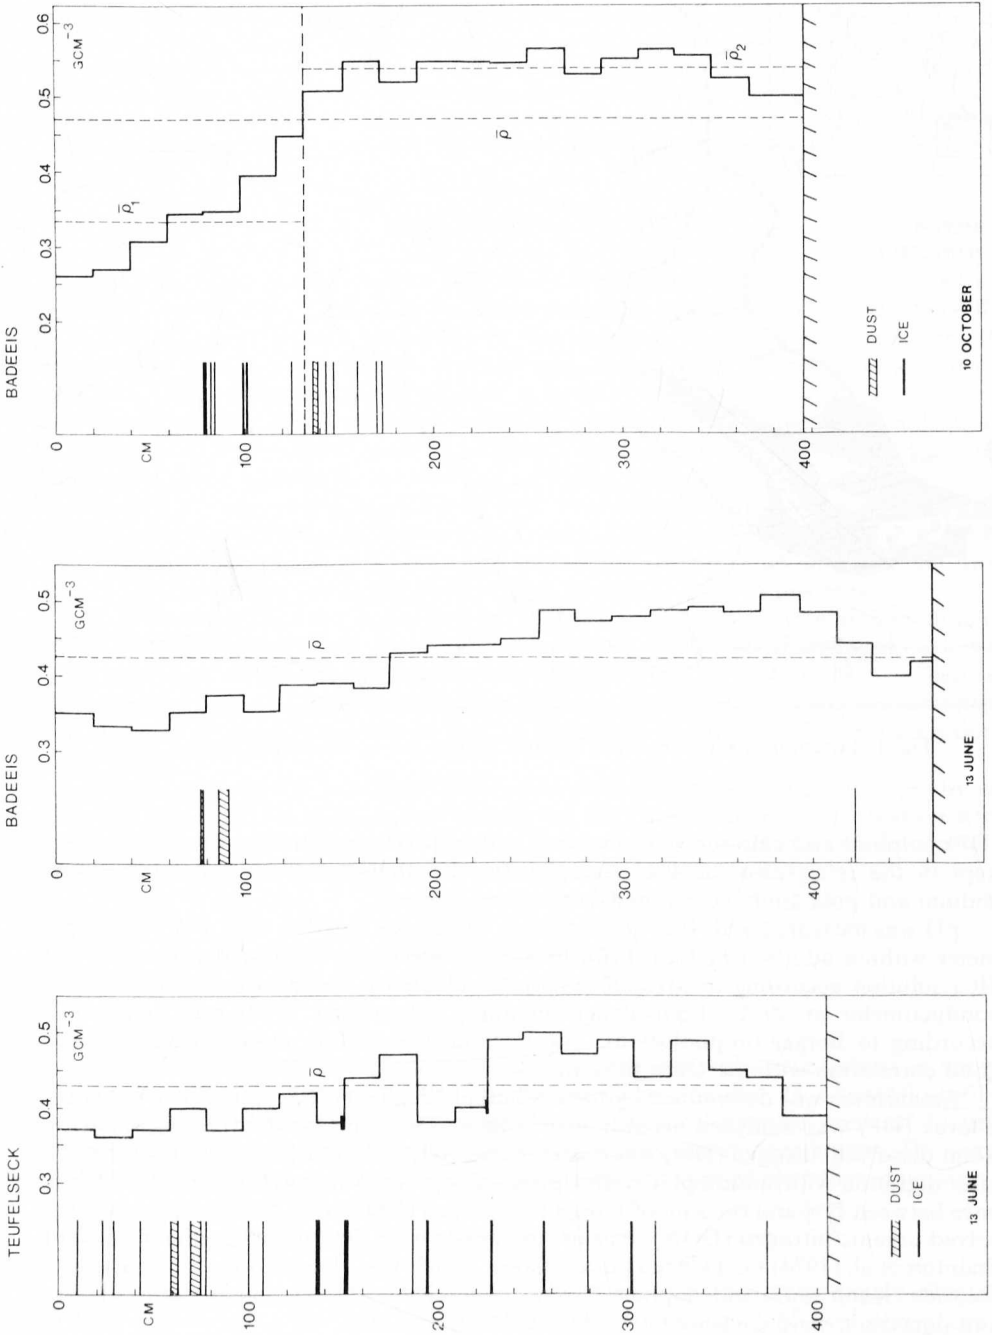 BADEEIS
0.2 0.3 0.4 0.5 0.6
GCM⁻³
ρ̄₁
ρ̄
ρ̄₂
0
CM
100
200
300
400
DUST
ICE
10 OCTOBER
BADEEIS
0.3 0.4 0.5
GCM⁻³
ρ̄
0
CM
100
200
300
400
13 JUNE
TEUFELSECK
0.3 0.4 0.5
GCM⁻³
ρ̄
0
CM
100
200
300
400
DUST
ICE
13 JUNE